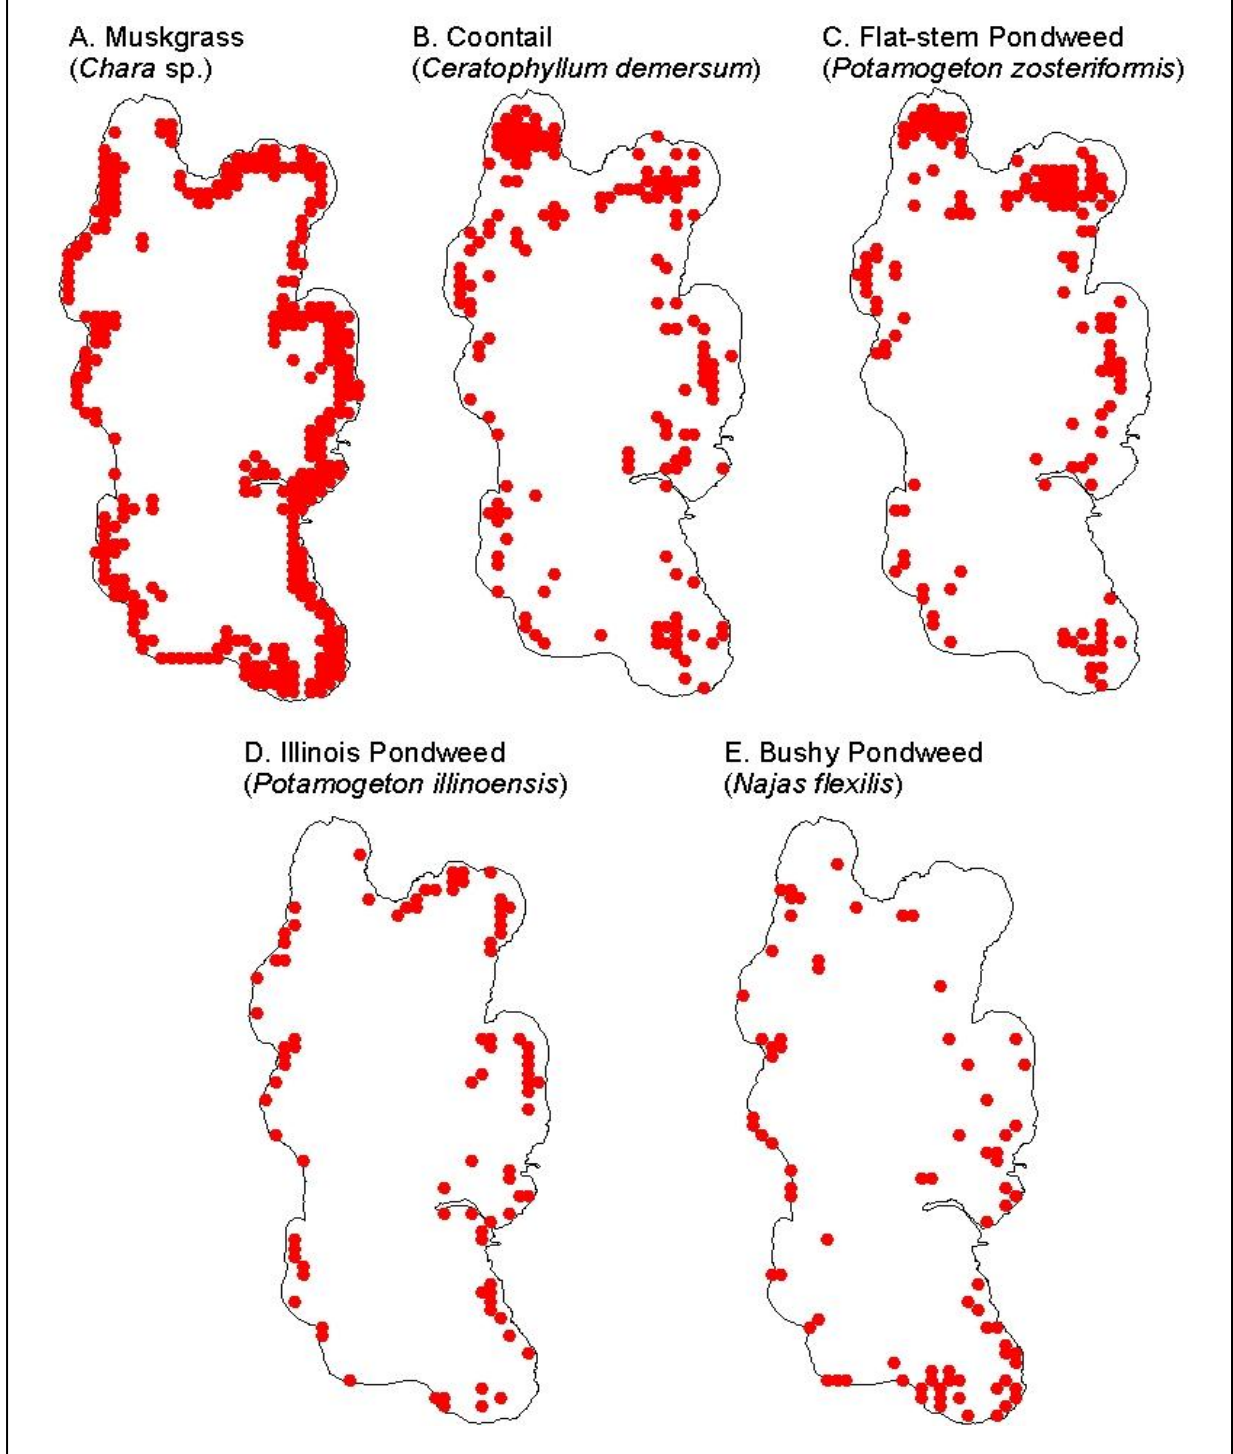 A. Muskgrass
(Chara sp.)
B. Coontail
(Ceratophyllum demersum)
C. Flat-stem Pondweed
(Potamogeton zosteriformis)
D. Illinois Pondweed
(Potamogeton illinoensis)
E. Bushy Pondweed
(Najas flexilis)